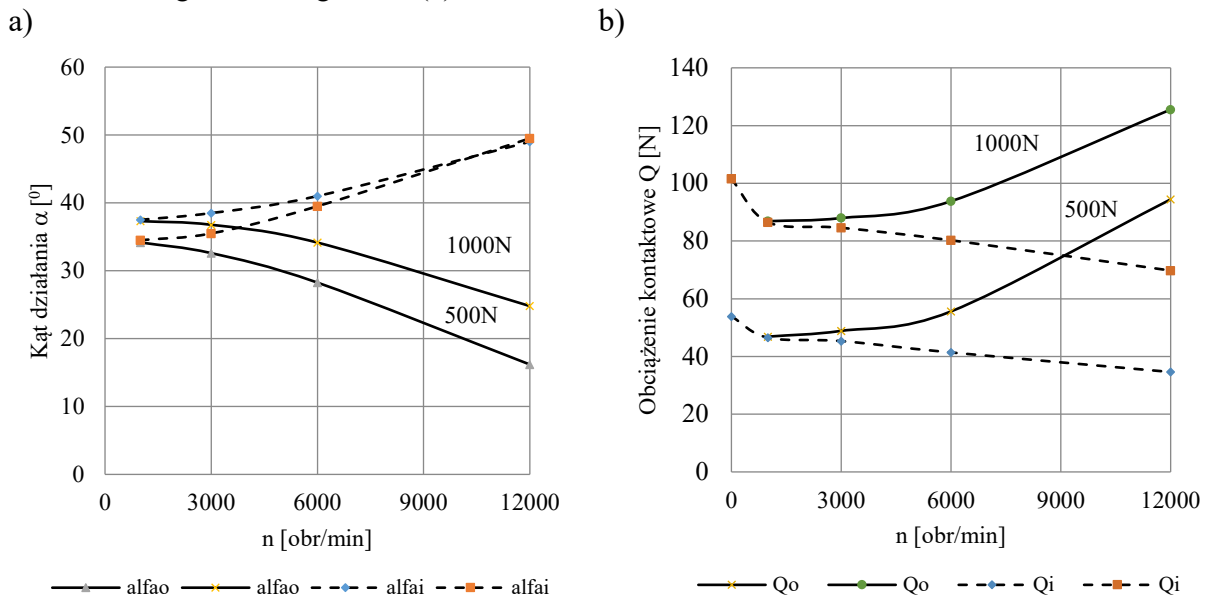 a)
b)
60
50
40
30
20
10
0
0 3000 6000 9000 12000
Kąt działania α [⁰]
n [obr/min]
1000N
500N
alfao alfao alfai alfai
140
120
100
80
60
40
20
0
0 3000 6000 9000 12000
Obciążenie kontaktowe Q [N]
n [obr/min]
1000N
500N
Qo Qo Qi Qi